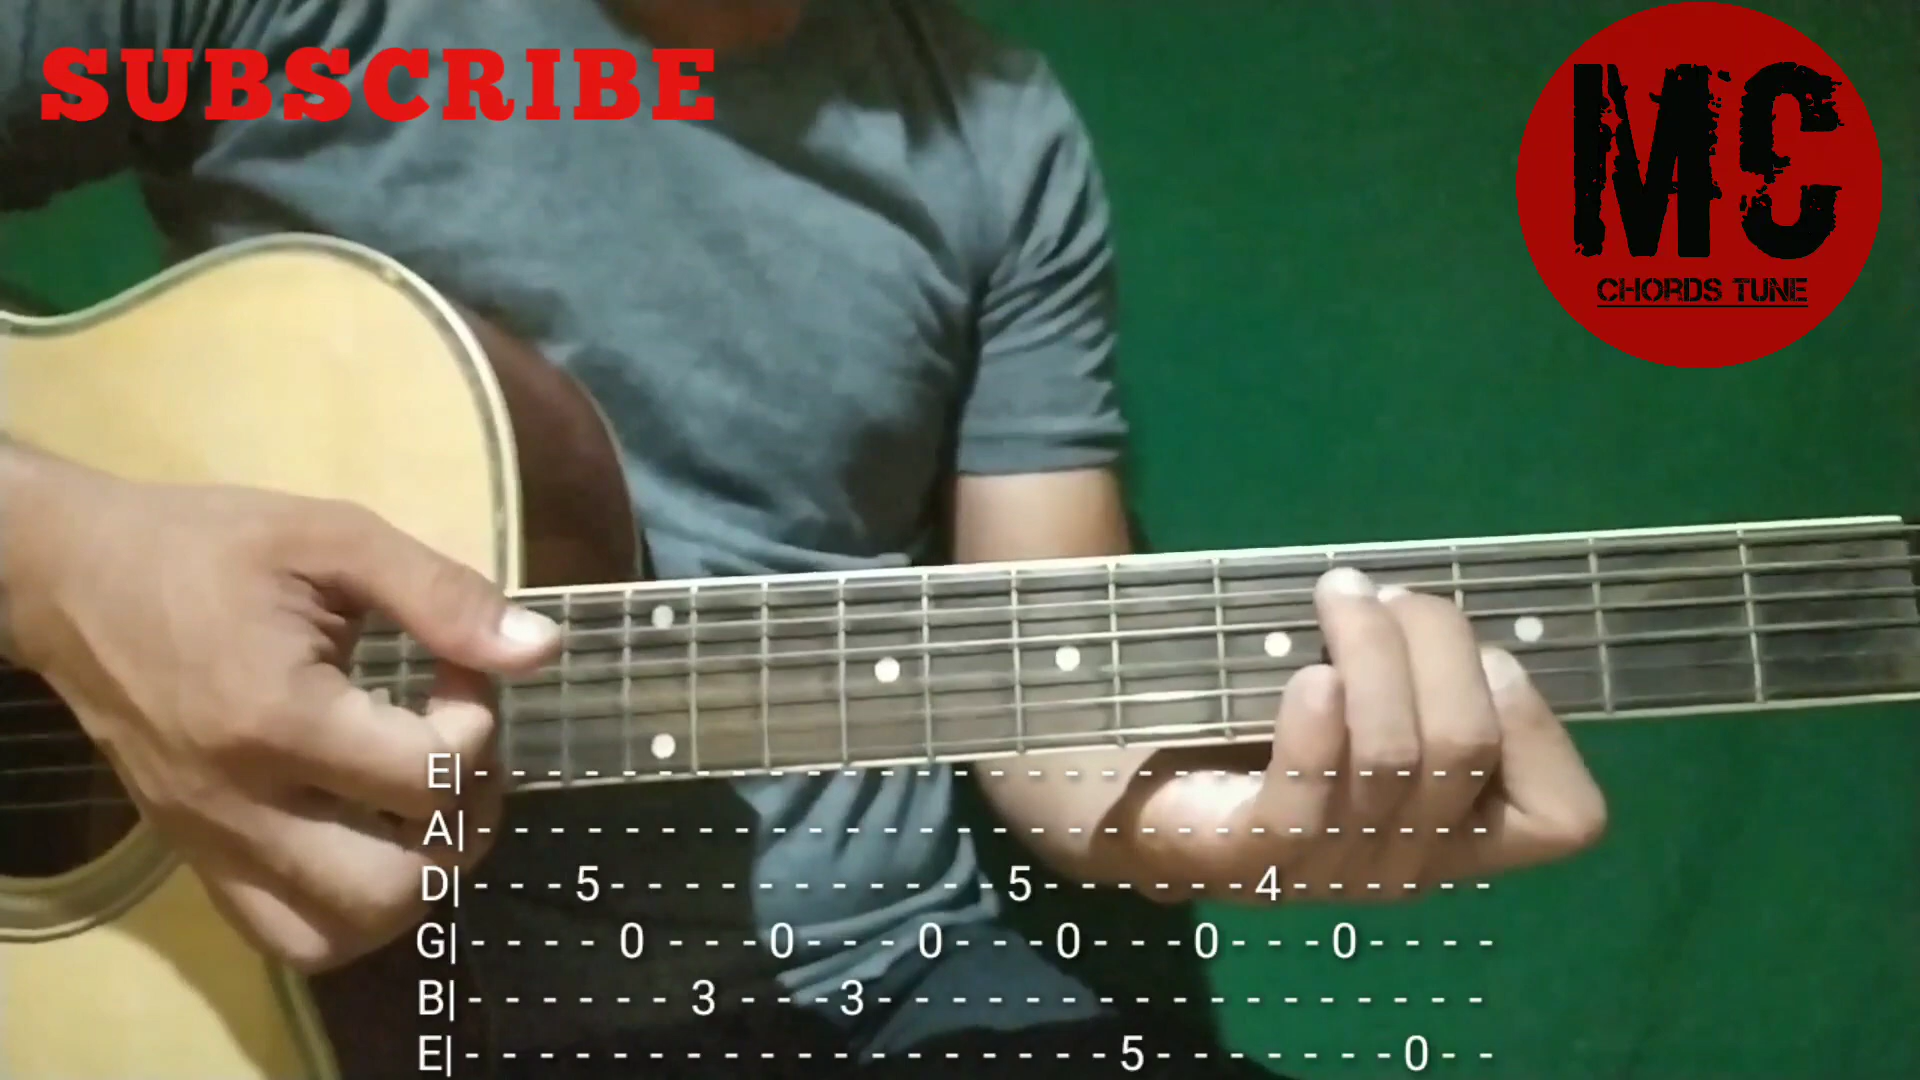 SUBSCRIBE
MC
CHORDS TUNE
E|- - - - - - - - - - - - - - - - - - - - - - - - - - - -
A|- - - - - - - - - - - - - - - - - - - - - - - - - - - -
D|- - - 5- - - - - - - - - - - 5- - - - - - 4- - - - - -
G|- - - - 0 - - -0- - - 0- - -0- - - 0- - -0- - - -
B|- - - - - - 3 - - -3- - - - - - - - - - - - - - - - -
E|- - - - - - - - - - - - - - - - - -5- - - - - - -0- -